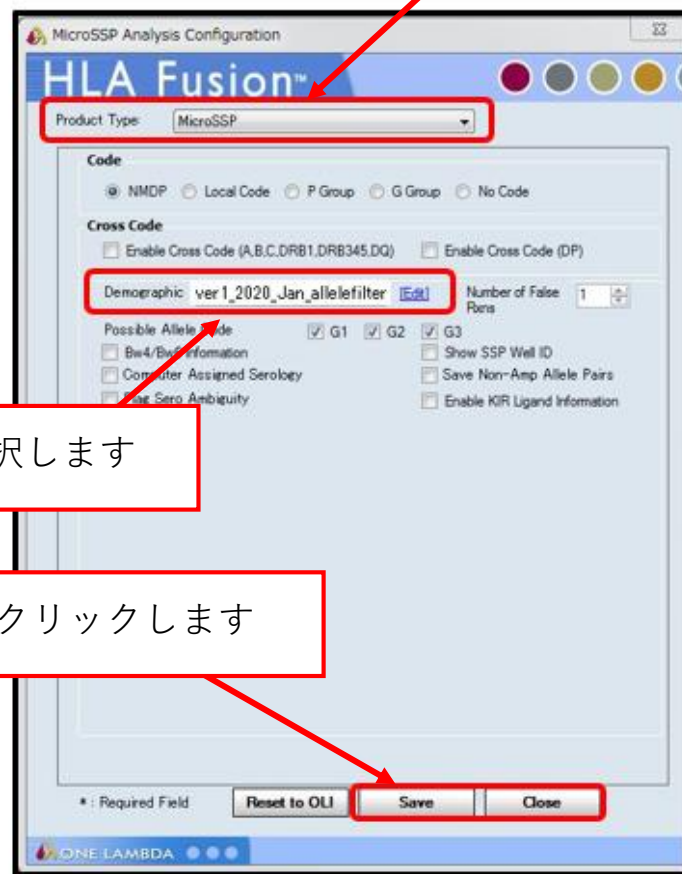 MicroSSP Analysis Configuration
HLA Fusion™
Product Type: MicroSSP
Code
NMDP Local Code P Group G Group No Code
Cross Code
Enable Cross Code (A,B,C,DRB1,DRB345,DQ) Enable Cross Code (DP)
Demographic ver1_2020_Jan_allelefilter [Edit] Number of False 1
Rxns
Possible Allele Code G1 G2 G3
Bw4/Bw6 Information Show SSP Well ID
Computer Assigned Serology Save Non-Amp Allele Pairs
Flag Sero Ambiguity Enable KIR Ligand Information
択します
クリックします
* : Required Field Reset to OLI Save Close
ONE LAMBDA